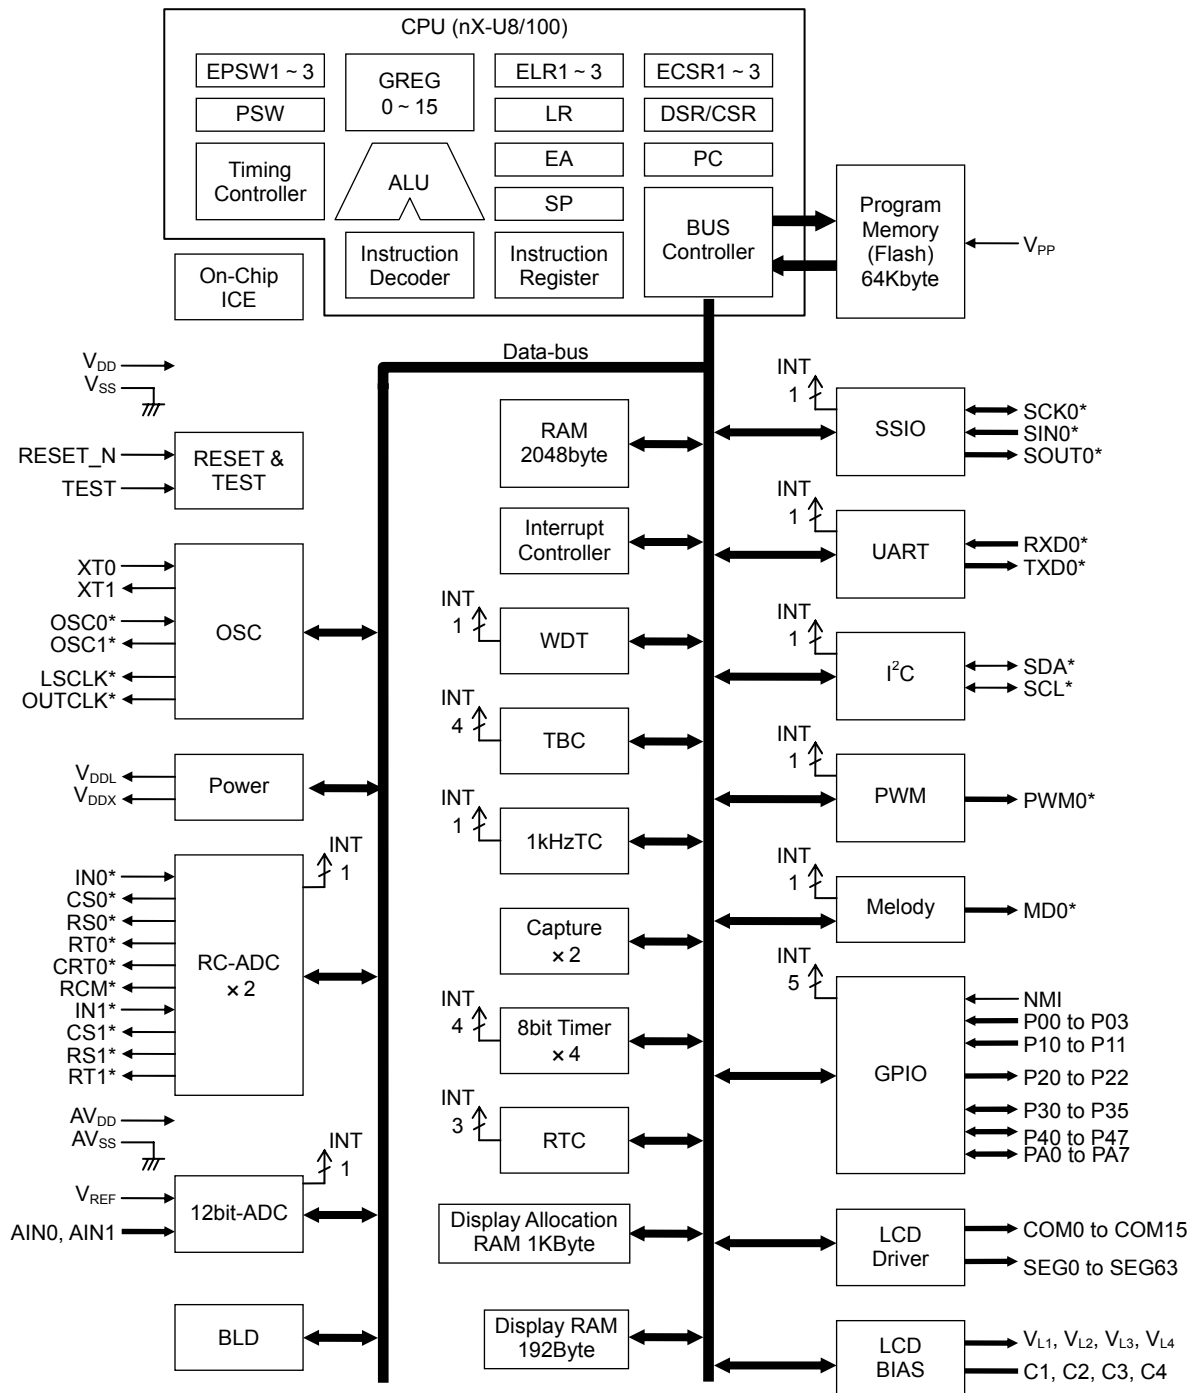 CPU (nX-U8/100)
EPSW1 ~ 3
GREG
0 ~ 15
ELR1 ~ 3
ECSR1 ~ 3
PSW
LR
DSR/CSR
Timing
Controller
ALU
EA
PC
SP
BUS
Controller
Program
Memory
(Flash)
64Kbyte
VPP
Instruction
Decoder
Instruction
Register
On-Chip
ICE
Data-bus
VDD
VSS
RESET_N
TEST
RESET &
TEST
XT0
XT1
OSC0*
OSC1*
LSCLK*
OUTCLK*
OSC
VDDL
VDDX
Power
IN0*
CS0*
RS0*
RT0*
CRT0*
RCM*
IN1*
CS1*
RS1*
RT1*
RC-ADC
× 2
INT
1
AVDD
AVSS
VREF
AIN0, AIN1
12bit-ADC
INT
1
BLD
RAM
2048byte
Interrupt
Controller
INT
1
WDT
INT
4
TBC
INT
1
1kHzTC
Capture
× 2
INT
4
8bit Timer
× 4
INT
3
RTC
Display Allocation
RAM 1KByte
Display RAM
192Byte
INT
1
SSIO
SCK0*
SIN0*
SOUT0*
INT
1
UART
RXD0*
TXD0*
INT
1
I²C
SDA*
SCL*
INT
1
PWM
PWM0*
INT
1
Melody
MD0*
INT
5
GPIO
NMI
P00 to P03
P10 to P11
P20 to P22
P30 to P35
P40 to P47
PA0 to PA7
LCD
Driver
COM0 to COM15
SEG0 to SEG63
LCD
BIAS
VL1, VL2, VL3, VL4
C1, C2, C3, C4